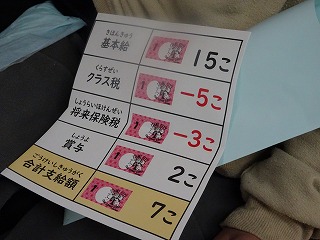 きほんきゅう
基本給 15こ
くらすぜい
クラス税 -5こ
しょうらいほけんぜい
将来保険税 -3こ
しょうよ
賞与 2こ
ごうけいしきゅうがく
合計支給額 7こ